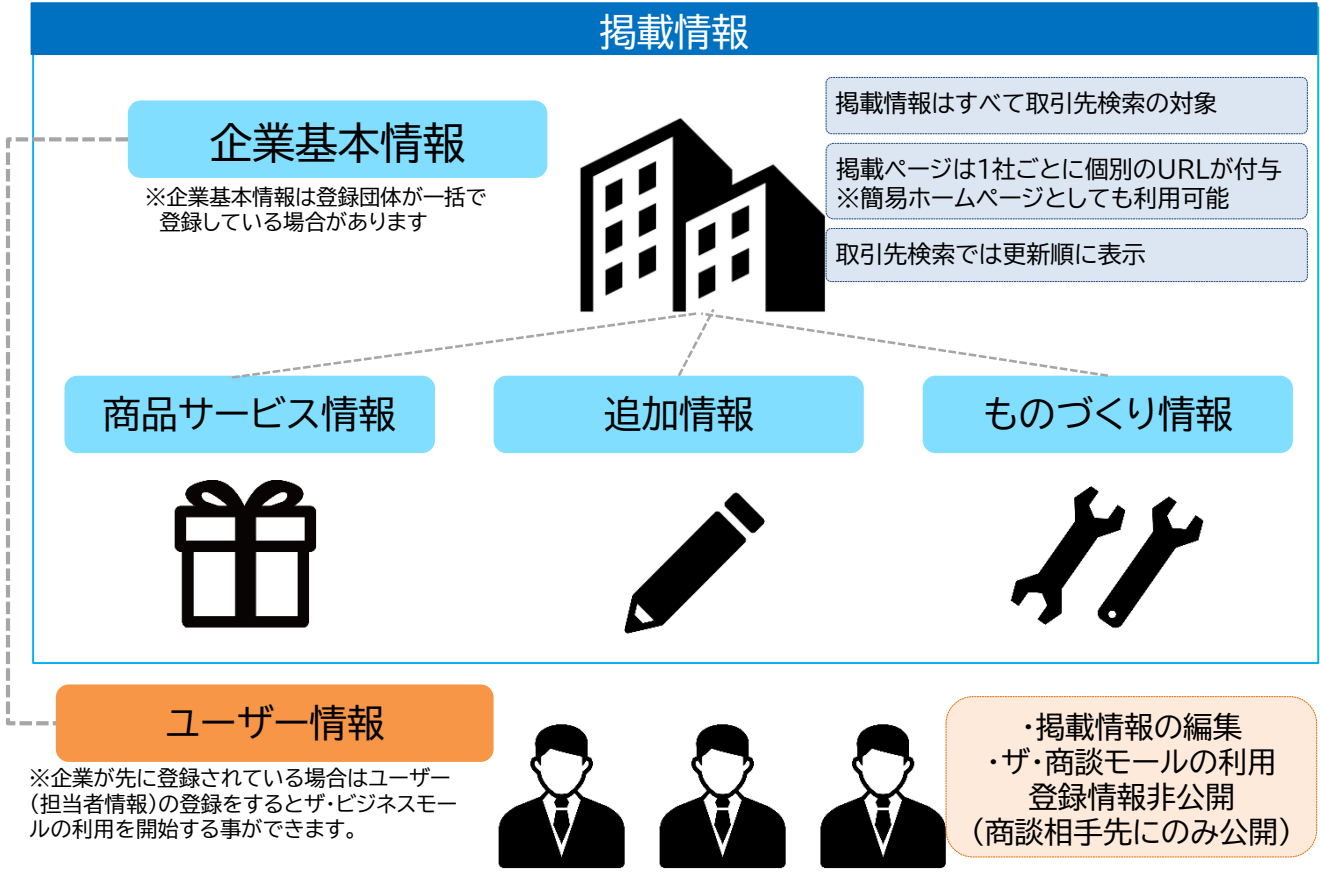 掲載情報
企業基本情報
※企業基本情報は登録団体が一括で
登録している場合があります
掲載情報はすべて取引先検索の対象
掲載ページは1社ごとに個別のURLが付与
※簡易ホームページとしても利用可能
取引先検索では更新順に表示
商品サービス情報
追加情報
ものづくり情報
ユーザー情報
※企業が先に登録されている場合はユーザー
(担当者情報)の登録をするとザ・ビジネスモー
ルの利用を開始する事ができます。
・掲載情報の編集
・ザ・商談モールの利用
登録情報非公開
(商談相手先にのみ公開)